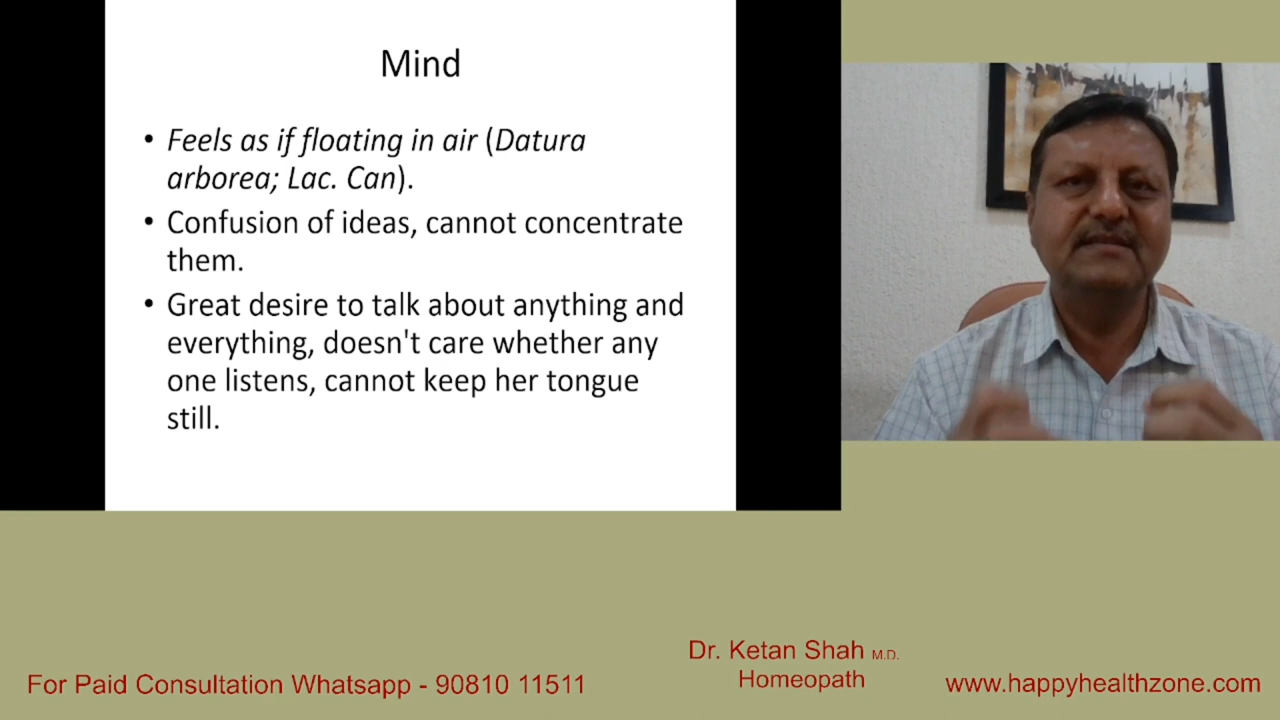 Mind
• Feels as if floating in air (Datura
arborea; Lac. Can).
• Confusion of ideas, cannot concentrate
them.
• Great desire to talk about anything and
everything, doesn't care whether any
one listens, cannot keep her tongue
still.
Dr. Ketan Shah M.D.
Homeopath
For Paid Consultation Whatsapp - 90810 11511
www.happyhealthzone.com